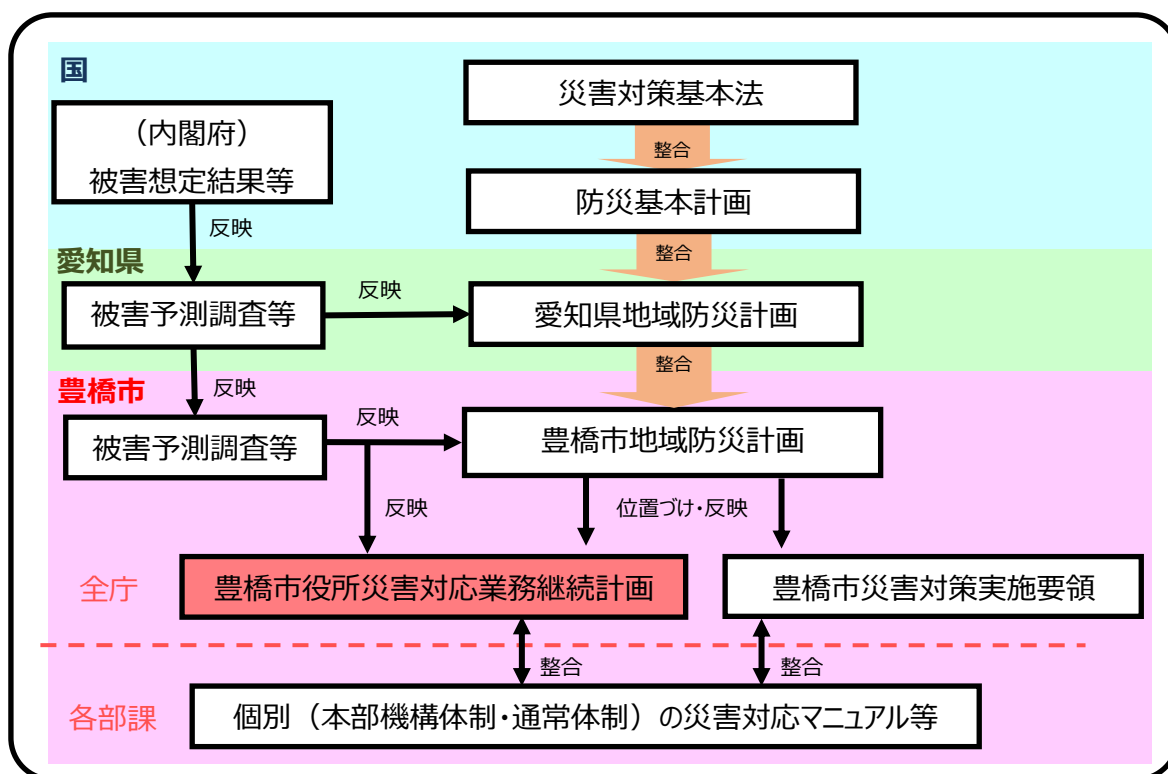 国
災害対策基本法
（内閣府）
被害想定結果等
整合
防災基本計画
反映
整合
愛知県
被害予測調査等
反映
愛知県地域防災計画
反映
整合
豊橋市
被害予測調査等
反映
豊橋市地域防災計画
反映
位置づけ・反映
全庁
豊橋市役所災害対応業務継続計画
豊橋市災害対策実施要領
整合
整合
各部課
個別（本部機構体制・通常体制）の災害対応マニュアル等